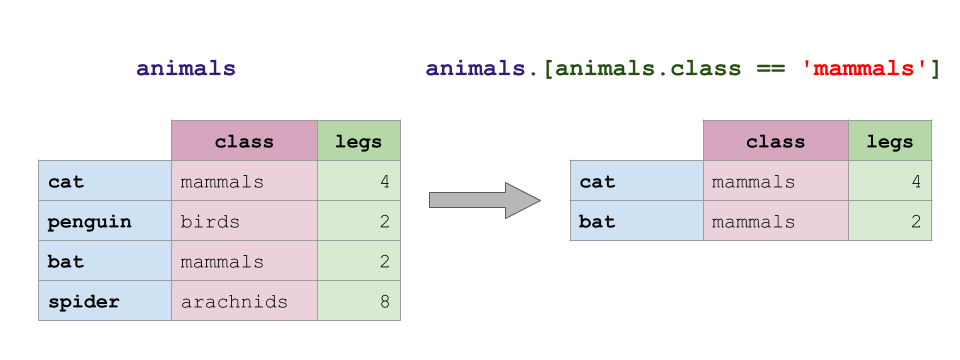 animals
class legs
cat mammals 4
penguin birds 2
bat mammals 2
spider arachnids 8
animals.[animals.class == 'mammals']
class legs
cat mammals 4
bat mammals 2